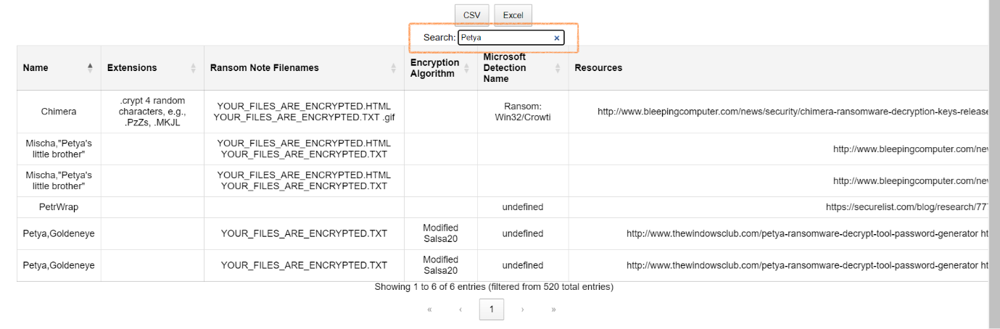 CSV Excel
Search: Petya ×
Name Extensions Ransom Note Filenames Encryption Algorithm Microsoft Detection Name Resources
Chimera .crypt 4 random characters, e.g., .PzZs, .MKJL YOUR_FILES_ARE_ENCRYPTED.HTML YOUR_FILES_ARE_ENCRYPTED.TXT .gif Ransom: Win32/Crowti http://www.bleepingcomputer.com/news/security/chimera-ransomware-decryption-keys-release
Mischa,"Petya's little brother" YOUR_FILES_ARE_ENCRYPTED.HTML YOUR_FILES_ARE_ENCRYPTED.TXT http://www.bleepingcomputer.com/nev
Mischa,"Petya's little brother" YOUR_FILES_ARE_ENCRYPTED.HTML YOUR_FILES_ARE_ENCRYPTED.TXT http://www.bleepingcomputer.com/nev
PetrWrap undefined https://securelist.com/blog/research/777
Petya,Goldeneye YOUR_FILES_ARE_ENCRYPTED.TXT Modified Salsa20 undefined http://www.thewindowsclub.com/petya-ransomware-decrypt-tool-password-generator ht
Petya,Goldeneye YOUR_FILES_ARE_ENCRYPTED.TXT Modified Salsa20 undefined http://www.thewindowsclub.com/petya-ransomware-decrypt-tool-password-generator ht
Showing 1 to 6 of 6 entries (filtered from 520 total entries)
« ‹ 1 › »